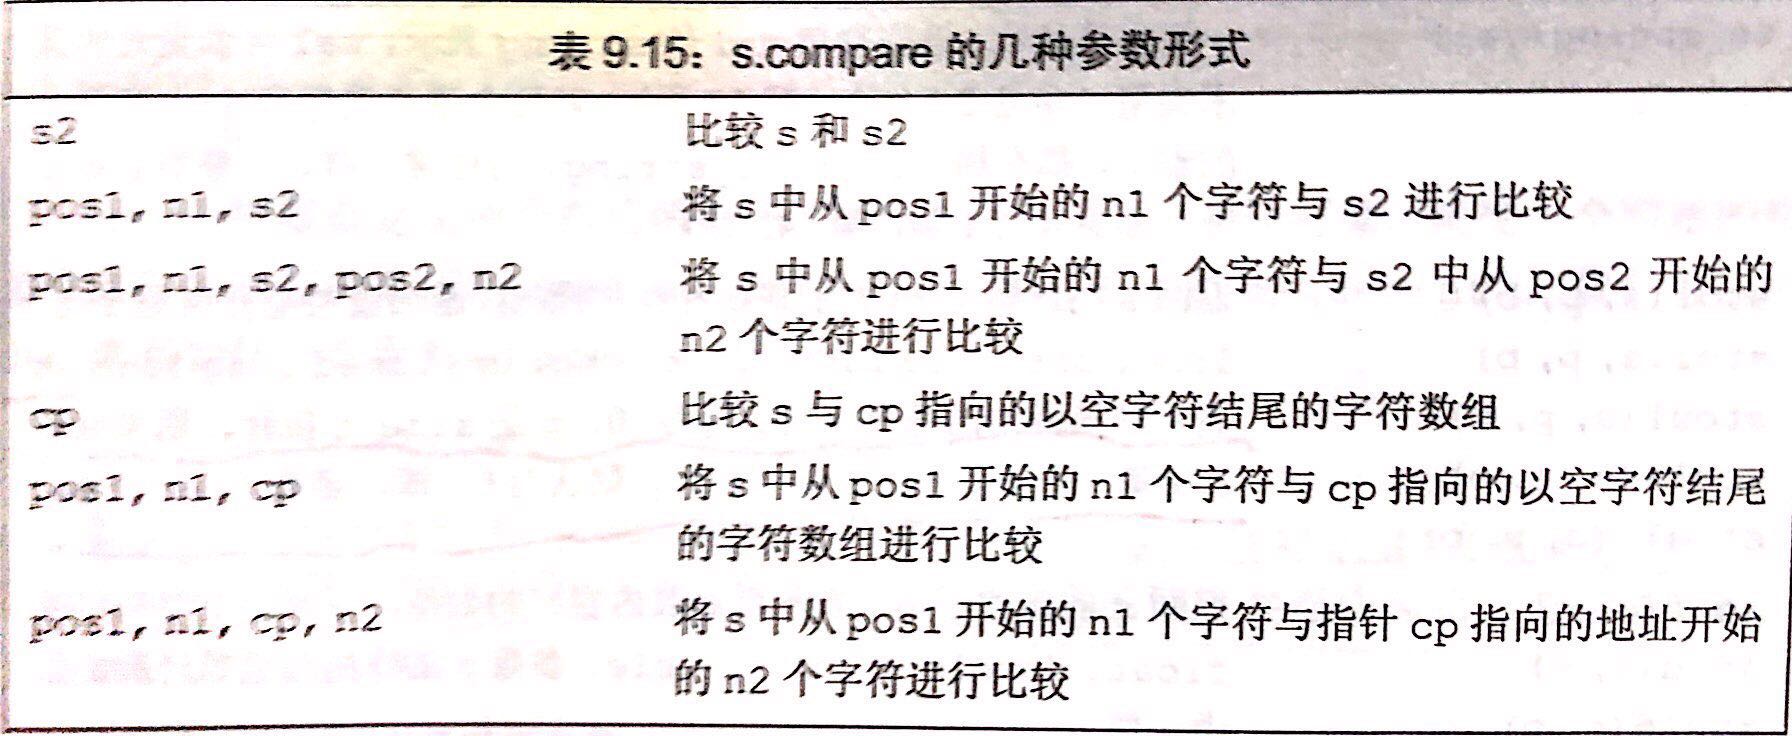 表 9.15：s.compare 的几种参数形式
s2 比较 s 和 s2
pos1, n1, s2 将 s 中从 pos1 开始的 n1 个字符与 s2 进行比较
pos1, n1, s2, pos2, n2 将 s 中从 pos1 开始的 n1 个字符与 s2 中从 pos2 开始的
n2 个字符进行比较
cp 比较 s 与 cp 指向的以空字符结尾的字符数组
pos1, n1, cp 将 s 中从 pos1 开始的 n1 个字符与 cp 指向的以空字符结尾
的字符数组进行比较
pos1, n1, cp, n2 将 s 中从 pos1 开始的 n1 个字符与指针 cp 指向的地址开始
的 n2 个字符进行比较